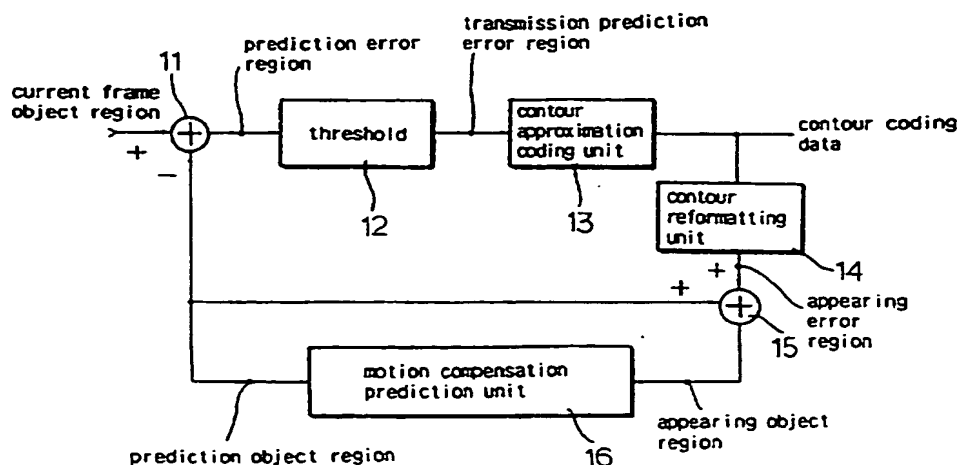 transmission prediction
error region
prediction error
region
11
current frame
object region
+
−
+
threshold
12
contour
approximation
coding unit
13
contour coding
data
contour
reformatting
unit
14
+
+
+
15
appearing
error
region
motion compensation
prediction unit
16
prediction object region
appearing object
region